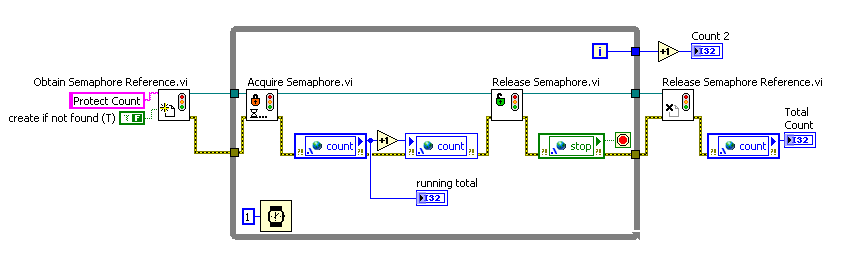 Count 2
i
+1
I32
Obtain Semaphore Reference.vi
Acquire Semaphore.vi
Release Semaphore.vi
Release Semaphore Reference.vi
Protect Count
create if not found (T)
F
Total
Count
count
+1
count
stop
count
I32
running total
I32
1